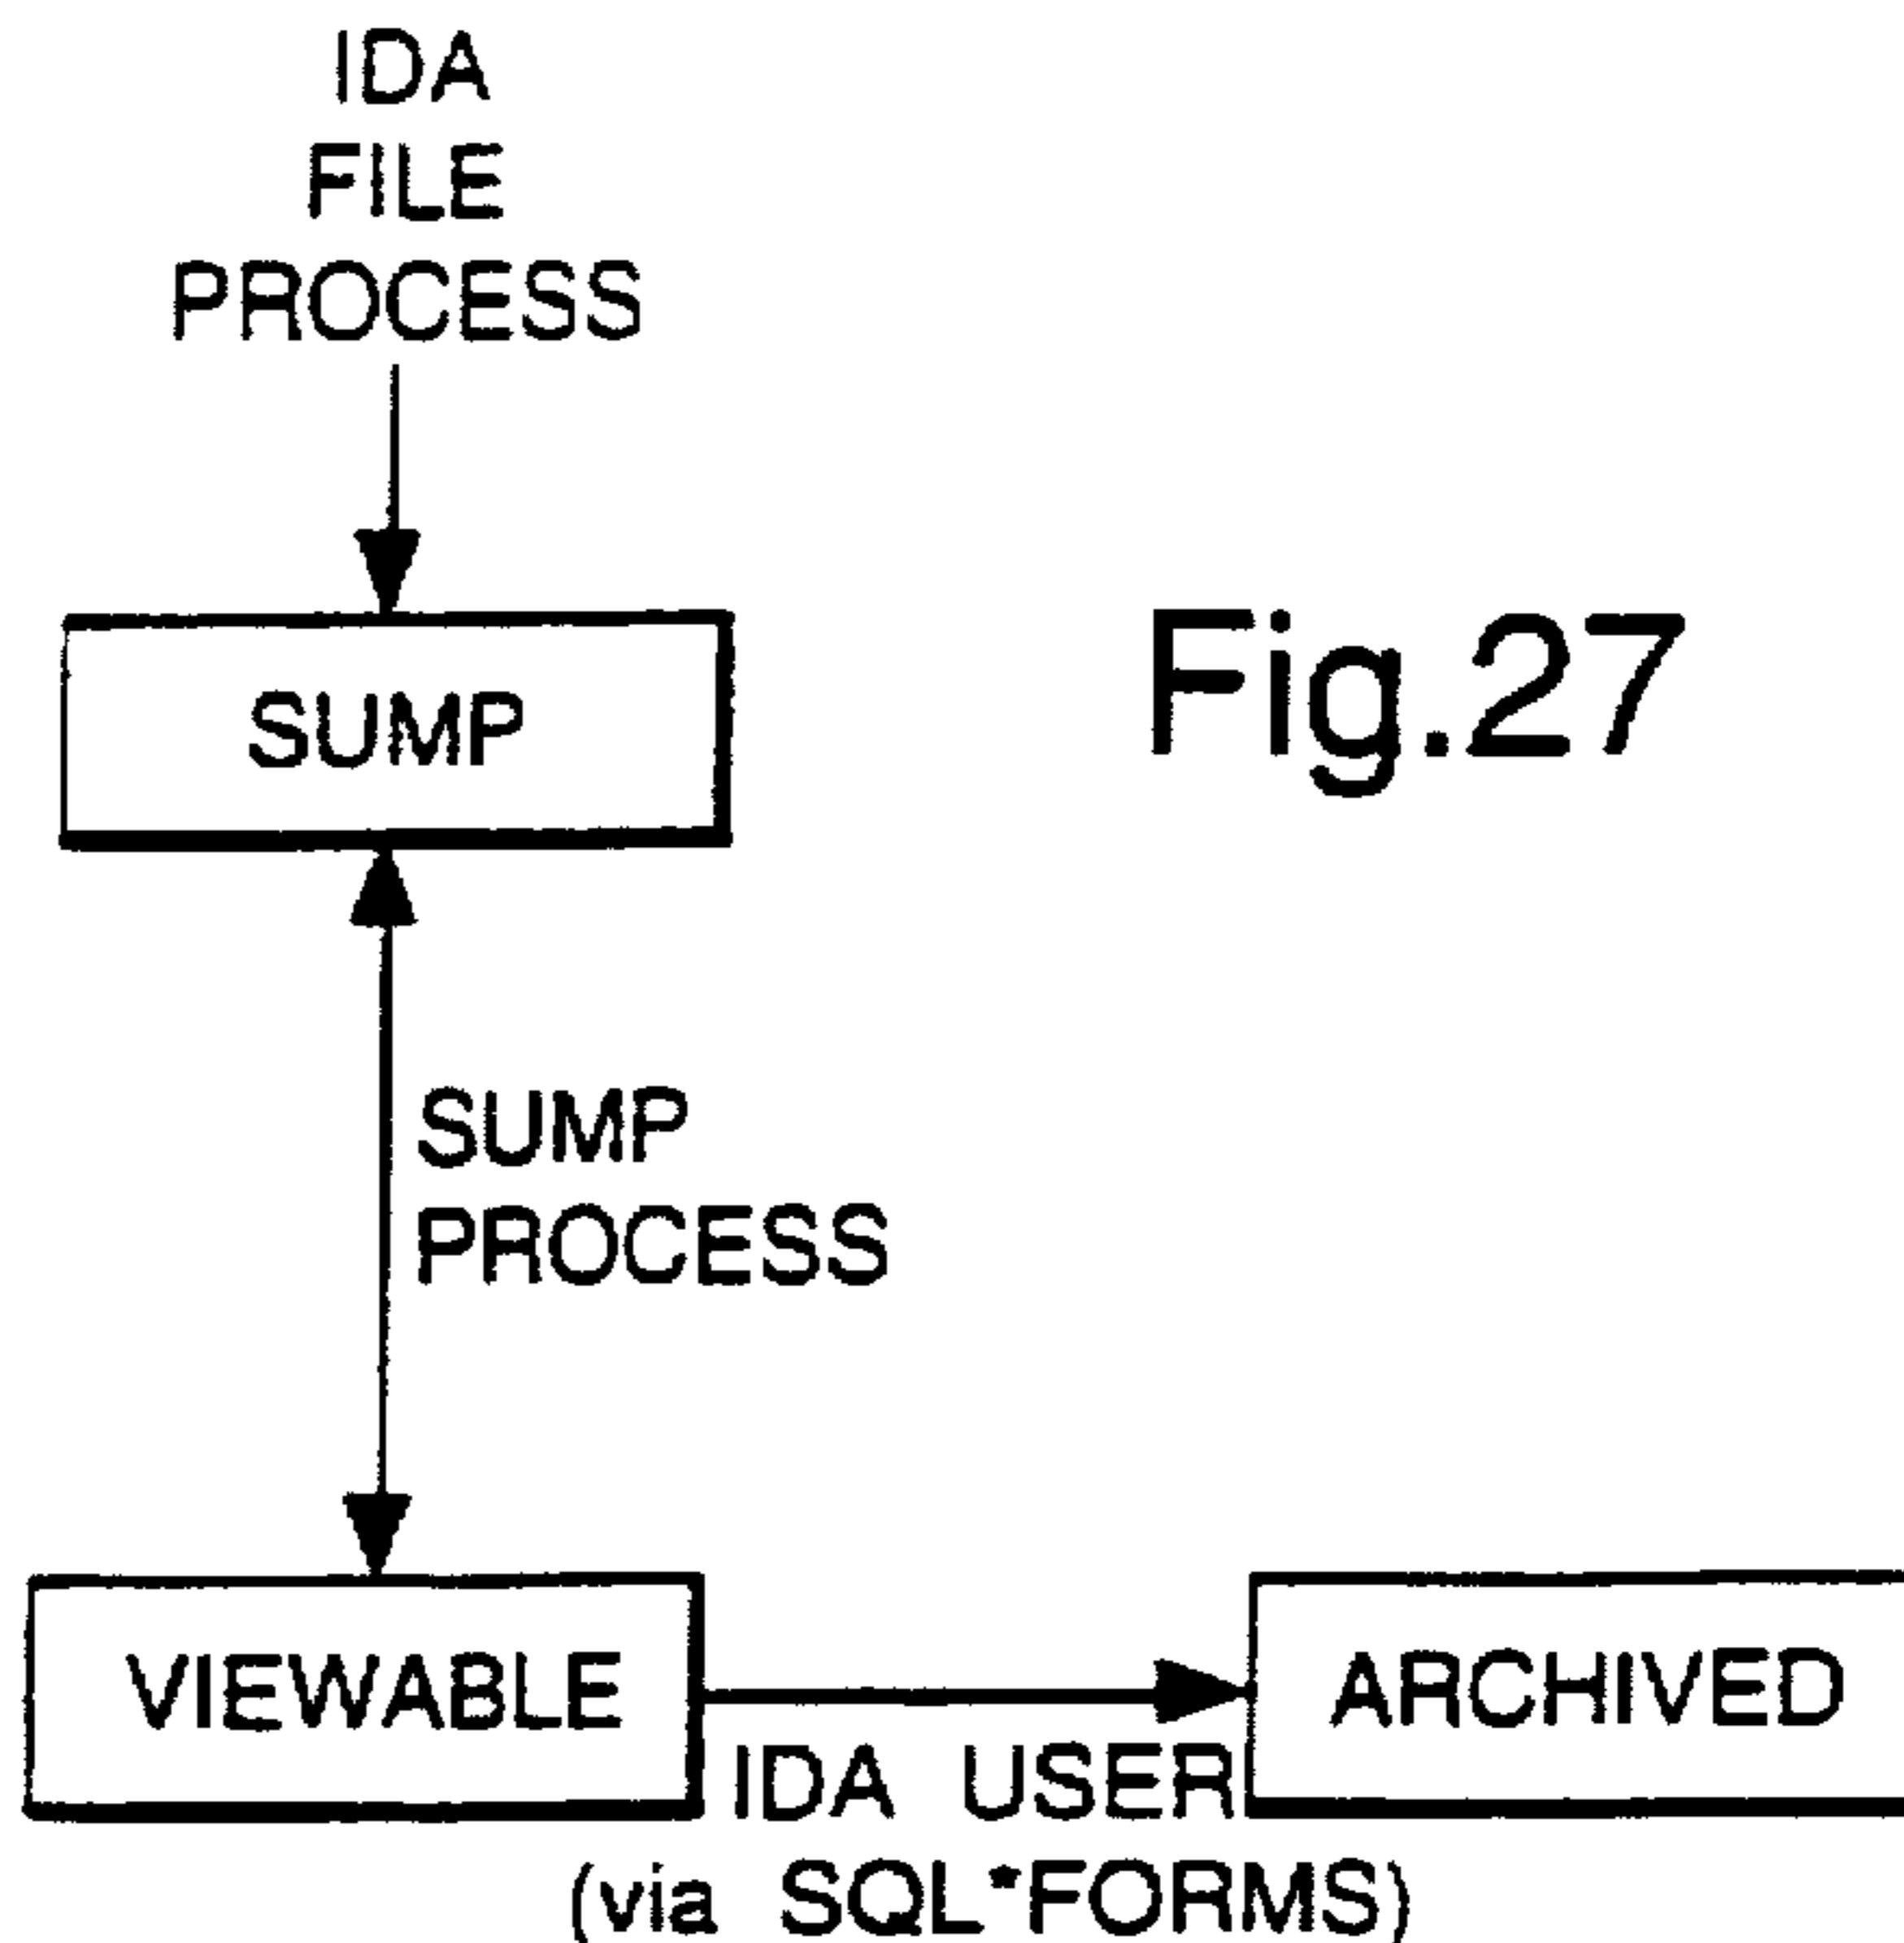 IDA
FILE
PROCESS
SUMP
Fig.27
SUMP
PROCESS
VIEWABLE
ARCHIVED
IDA USER
(via SQL*FORMS)